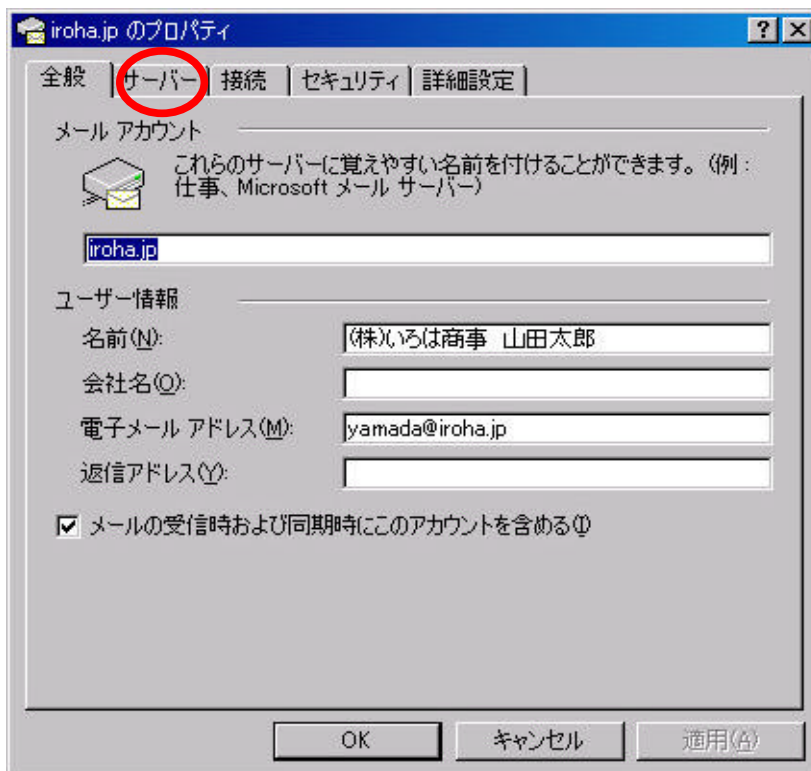 iroha.jp のプロパティ
全般 サーバー 接続 セキュリティ 詳細設定
メール アカウント
これらのサーバーに覚えやすい名前を付けることができます。(例 :
仕事、Microsoft メール サーバー)
iroha.jp
ユーザー情報
名前(N): (株)いろは商事 山田太郎
会社名(O):
電子メール アドレス(M): yamada@iroha.jp
返信アドレス(Y):
メールの受信時および同期時にこのアカウントを含める(I)
OK キャンセル 適用(A)